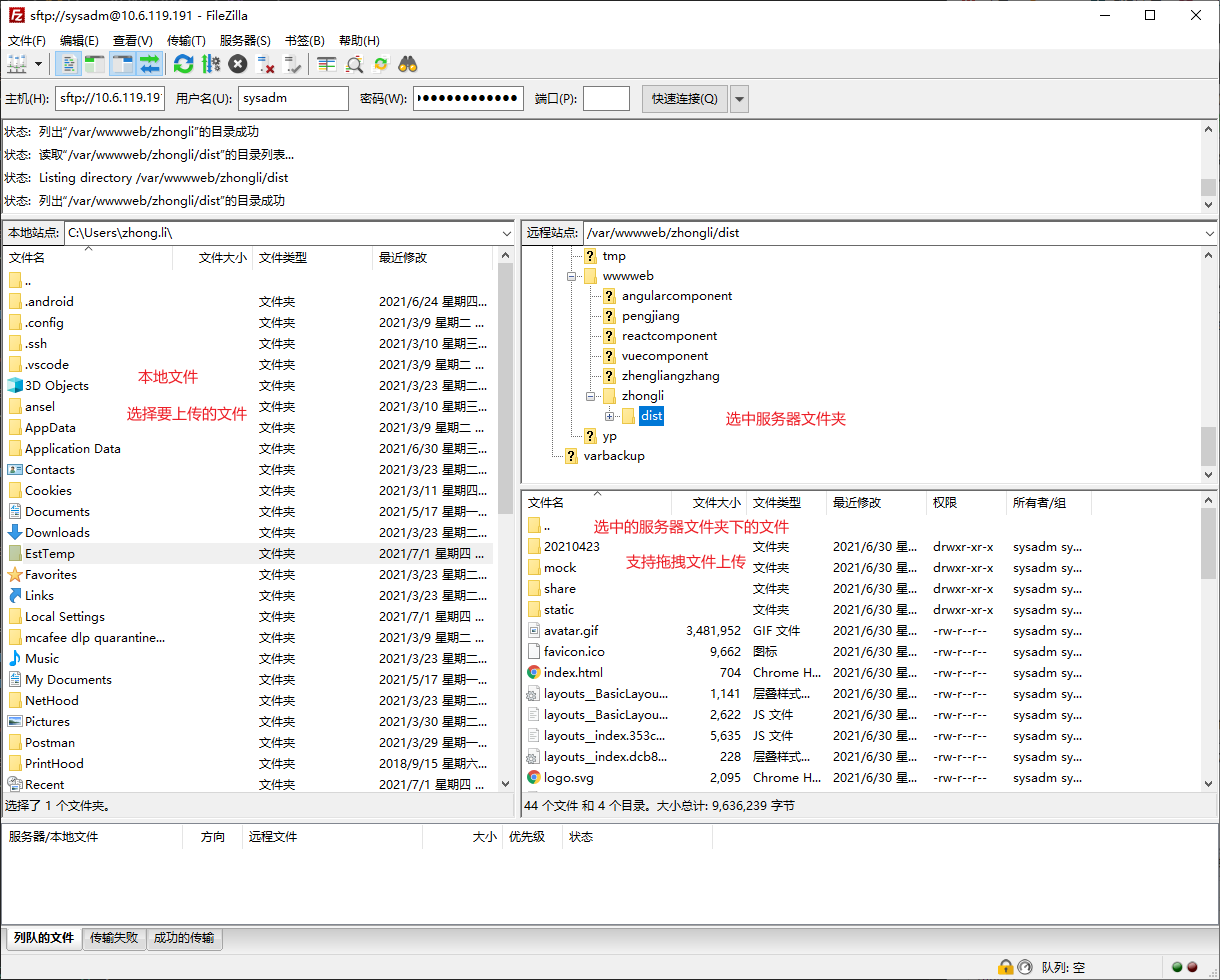 sftp://sysadm@10.6.119.191 - FileZilla
文件(F) 编辑(E) 查看(V) 传输(T) 服务器(S) 书签(B) 帮助(H)
主机(H): sftp://10.6.119.19 用户名(U): sysadm 密码(W): ●●●●●●●●●●●●● 端口(P): 快速连接(Q)
状态: 列出“/var/wwwweb/zhongli”的目录成功
状态: 读取“/var/wwwweb/zhongli/dist”的目录列表...
状态: Listing directory /var/wwwweb/zhongli/dist
状态: 列出“/var/wwwweb/zhongli/dist”的目录成功
本地站点: C:\Users\zhong.li\
文件名 文件大小 文件类型 最近修改
..
.android 文件夹 2021/6/24 星期四...
.config 文件夹 2021/3/9 星期二 ...
.ssh 文件夹 2021/3/10 星期三...
.vscode 文件夹 2021/3/9 星期二 ...
3D Objects 文件夹 2021/3/23 星期二...
本地文件
ansel 文件夹 2021/3/10 星期三...
选择要上传的文件
AppData 文件夹 2021/3/9 星期二 ...
Application Data 文件夹 2021/6/30 星期三...
Contacts 文件夹 2021/3/23 星期二...
Cookies 文件夹 2021/3/11 星期四...
Documents 文件夹 2021/5/17 星期一...
Downloads 文件夹 2021/3/23 星期二...
EstTemp 文件夹 2021/7/1 星期四 ...
Favorites 文件夹 2021/3/23 星期二...
Links 文件夹 2021/3/23 星期二...
Local Settings 文件夹 2021/7/1 星期四 ...
mcafee dlp quarantine... 文件夹 2021/3/9 星期二 ...
Music 文件夹 2021/3/23 星期二...
My Documents 文件夹 2021/5/17 星期一...
NetHood 文件夹 2021/3/23 星期二...
Pictures 文件夹 2021/3/30 星期二...
Postman 文件夹 2021/3/29 星期一...
PrintHood 文件夹 2018/9/15 星期六...
Recent 文件夹 2021/7/1 星期四 ...
选择了 1 个文件夹。
远程站点: /var/wwwweb/zhongli/dist
tmp
wwwweb
angularcomponent
pengjiang
reactcomponent
vuecomponent
zhengliangzhang
zhongli
dist
选中服务器文件夹
yp
varbackup
文件名 文件大小 文件类型 最近修改 权限 所有者/组
..
选中的服务器文件夹下的文件
20210423 文件夹 2021/6/30 星... drwxr-xr-x sysadm sy...
支持拖拽文件上传
mock 文件夹 2021/6/30 星... drwxr-xr-x sysadm sy...
share 文件夹 2021/6/30 星... drwxr-xr-x sysadm sy...
static 文件夹 2021/6/30 星... drwxr-xr-x sysadm sy...
avatar.gif 3,481,952 GIF 文件 2021/6/30 星... -rw-r--r-- sysadm sy...
favicon.ico 9,662 图标 2021/6/30 星... -rw-r--r-- sysadm sy...
index.html 704 Chrome H... 2021/6/30 星... -rw-r--r-- sysadm sy...
layouts__BasicLayou... 1,141 层叠样式... 2021/6/30 星... -rw-r--r-- sysadm sy...
layouts__BasicLayou... 2,622 JS 文件 2021/6/30 星... -rw-r--r-- sysadm sy...
layouts__index.353c... 5,635 JS 文件 2021/6/30 星... -rw-r--r-- sysadm sy...
layouts__index.dcb8... 228 层叠样式... 2021/6/30 星... -rw-r--r-- sysadm sy...
logo.svg 2,095 Chrome H... 2021/6/30 星... -rw-r--r-- sysadm sy...
44 个文件 和 4 个目录。大小总计: 9,636,239 字节
服务器/本地文件 方向 远程文件 大小 优先级 状态
列队的文件 传输失败 成功的传输
队列: 空